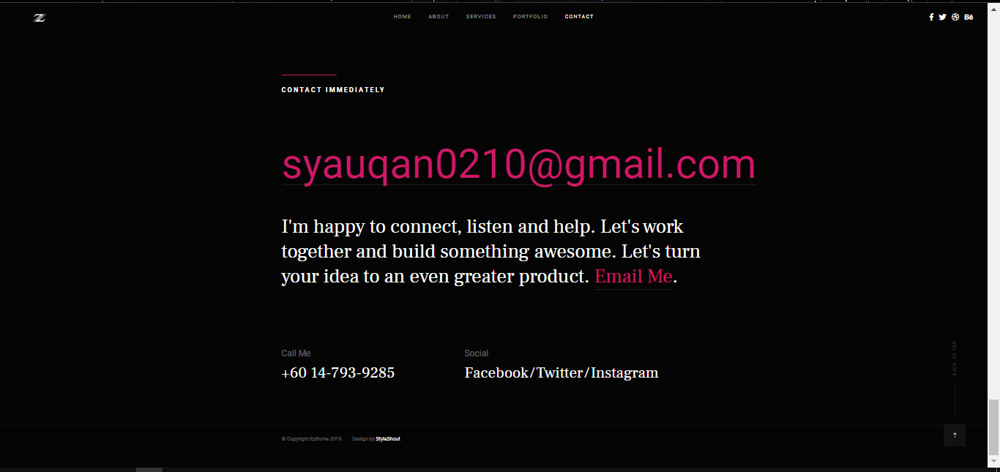 Z
HOME ABOUT SERVICES PORTFOLIO CONTACT
CONTACT IMMEDIATELY
syauqan0210@gmail.com
I'm happy to connect, listen and help. Let's work
together and build something awesome. Let's turn
your idea to an even greater product. Email Me.
Call Me
+60 14-793-9285
Social
Facebook/Twitter/Instagram
BACK TO TOP
© Copyright Epitome 2019 Design by StyleShout